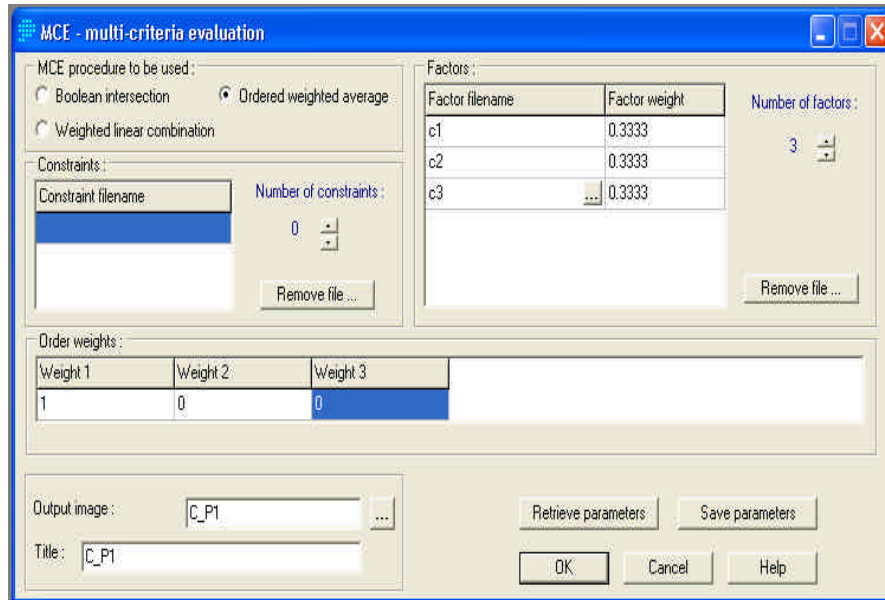 MCE - multi-criteria evaluation
MCE procedure to be used :
Boolean intersection
Ordered weighted average
Weighted linear combination
Constraints :
Constraint filename
Number of constraints :
0
Remove file ...
Factors :
Factor filename Factor weight
c1 0.3333
c2 0.3333
c3 ... 0.3333
Number of factors :
3
Remove file ...
Order weights :
Weight 1 Weight 2 Weight 3
1 0 0
Output image : C_P1 ...
Title : C_P1
Retrieve parameters Save parameters
OK Cancel Help